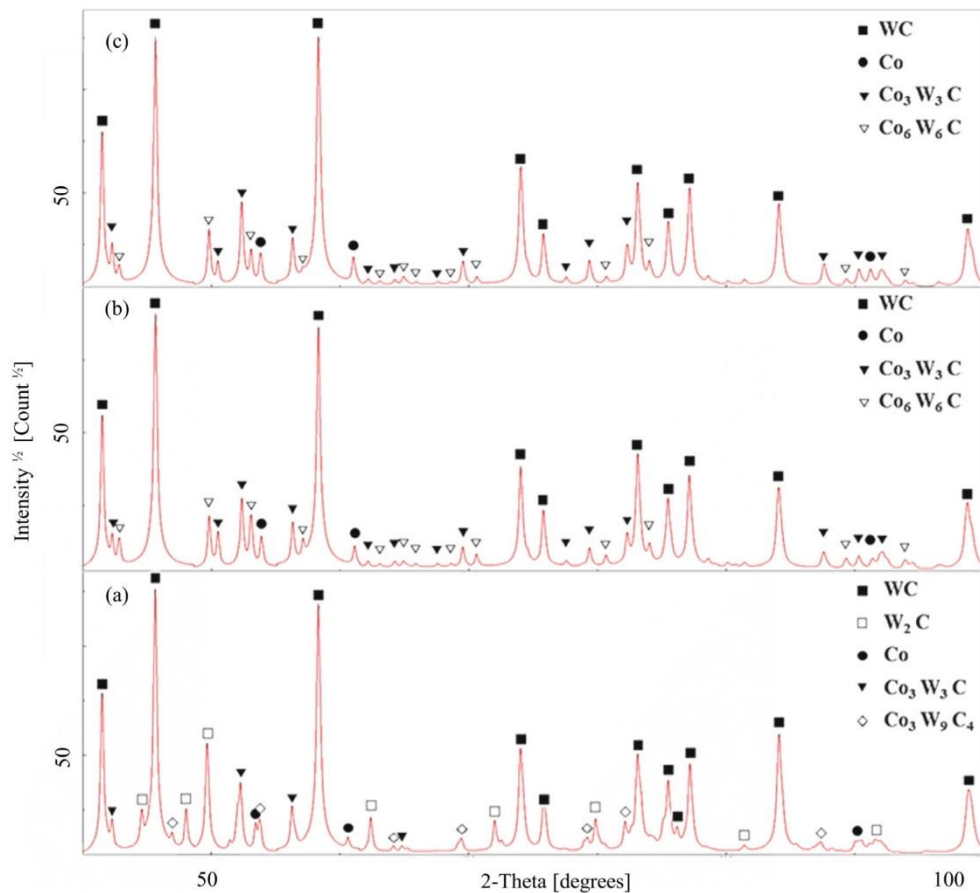 (c)
WC
Co
Co₃ W₃ C
Co₆ W₆ C
50
(b)
WC
Co
Co₃ W₃ C
Co₆ W₆ C
50
Intensity ½ [Count ½]
(a)
WC
W₂ C
Co
Co₃ W₃ C
Co₃ W₉ C₄
50
50
2-Theta [degrees]
100